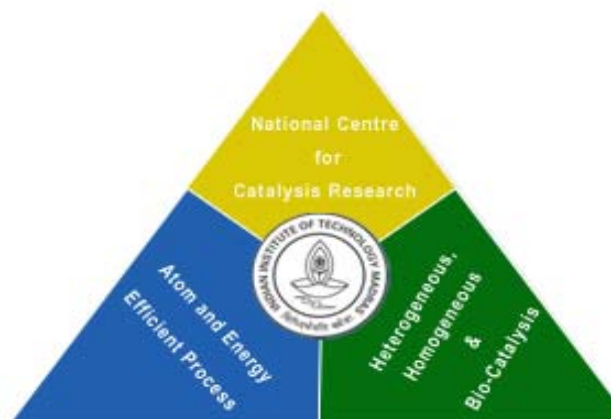 National Centre
for
Catalysis Research
INDIAN INSTITUTE OF TECHNOLOGY MADRAS
Atom and Energy
Efficient Process
Heterogeneous,
Homogeneous
&
Bio-Catalysis